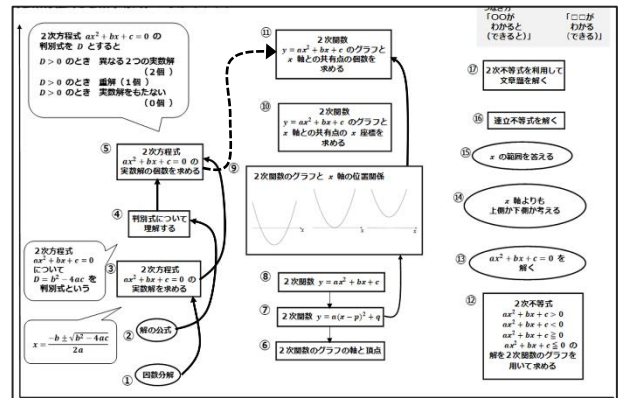 つなぎ方
「〇〇が
わかると
(できると)」
「□□が
わかる
(できる)」
2次方程式 ax² + bx + c = 0 の
判別式を D とすると
D > 0 のとき 異なる2つの実数解
(2個)
D > 0 のとき 重解(1個)
D > 0 のとき 実数解をもたない
(0個)
⑤
2次方程式
ax² + bx + c = 0 の
実数解の個数を求める
④
判別式について
理解する
2次方程式
ax² + bx + c = 0
について
D = b² − 4ac を
判別式という
③
2次方程式
ax² + bx + c = 0 の
実数解を求める
② 解の公式
x = (−b ± √(b² − 4ac)) / 2a
①
因数分解
⑪
2次関数
y = ax² + bx + c のグラフと
x 軸との共有点の個数を
求める
⑩
2次関数
y = ax² + bx + c のグラフと
x 軸との共有点の x 座標を
求める
⑨
2次関数のグラフと x 軸の位置関係
x
x
x
⑧ 2次関数 y = ax² + bx + c
⑦ 2次関数 y = a(x − p)² + q
⑥ 2次関数のグラフの軸と頂点
⑰
2次不等式を利用して
文章題を解く
⑯ 連立不等式を解く
⑮ x の範囲を答える
⑭
x 軸よりも
上側か下側か考える
⑬
ax² + bx + c = 0 を
解く
⑫
2次不等式
ax² + bx + c > 0
ax² + bx + c < 0
ax² + bx + c ≧ 0
ax² + bx + c ≦ 0 の
解を2次関数のグラフを
用いて求める